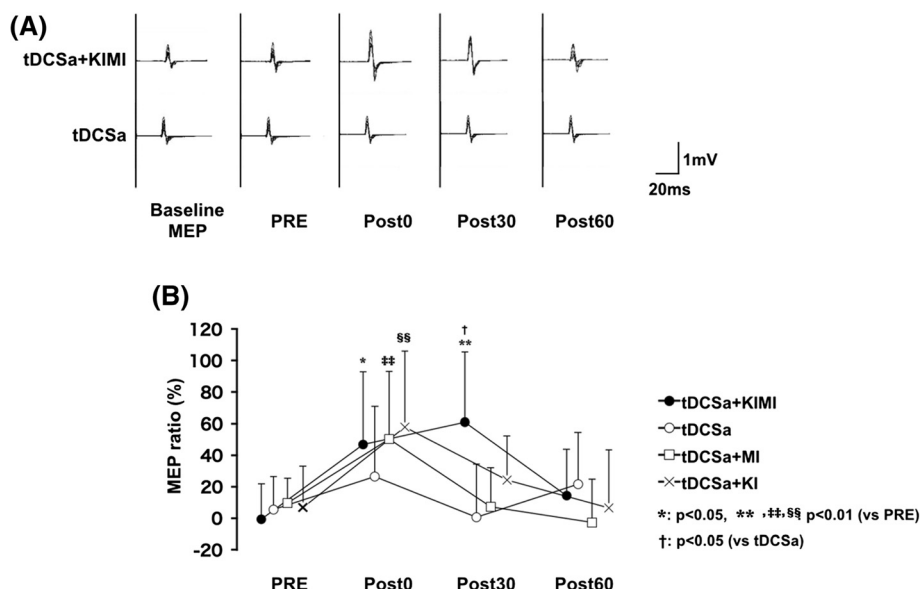 (A)
tDCSa+KIMI
tDCSa
1mV
20ms
Baseline
MEP
PRE
Post0
Post30
Post60
(B)
MEP ratio (%)
120
100
80
60
40
20
0
-20
*
‡‡
§§
†
**
PRE
Post0
Post30
Post60
tDCSa+KIMI
tDCSa
tDCSa+MI
tDCSa+KI
*: p<0.05, ** ,‡‡,§§ p<0.01 (vs PRE)
†: p<0.05 (vs tDCSa)